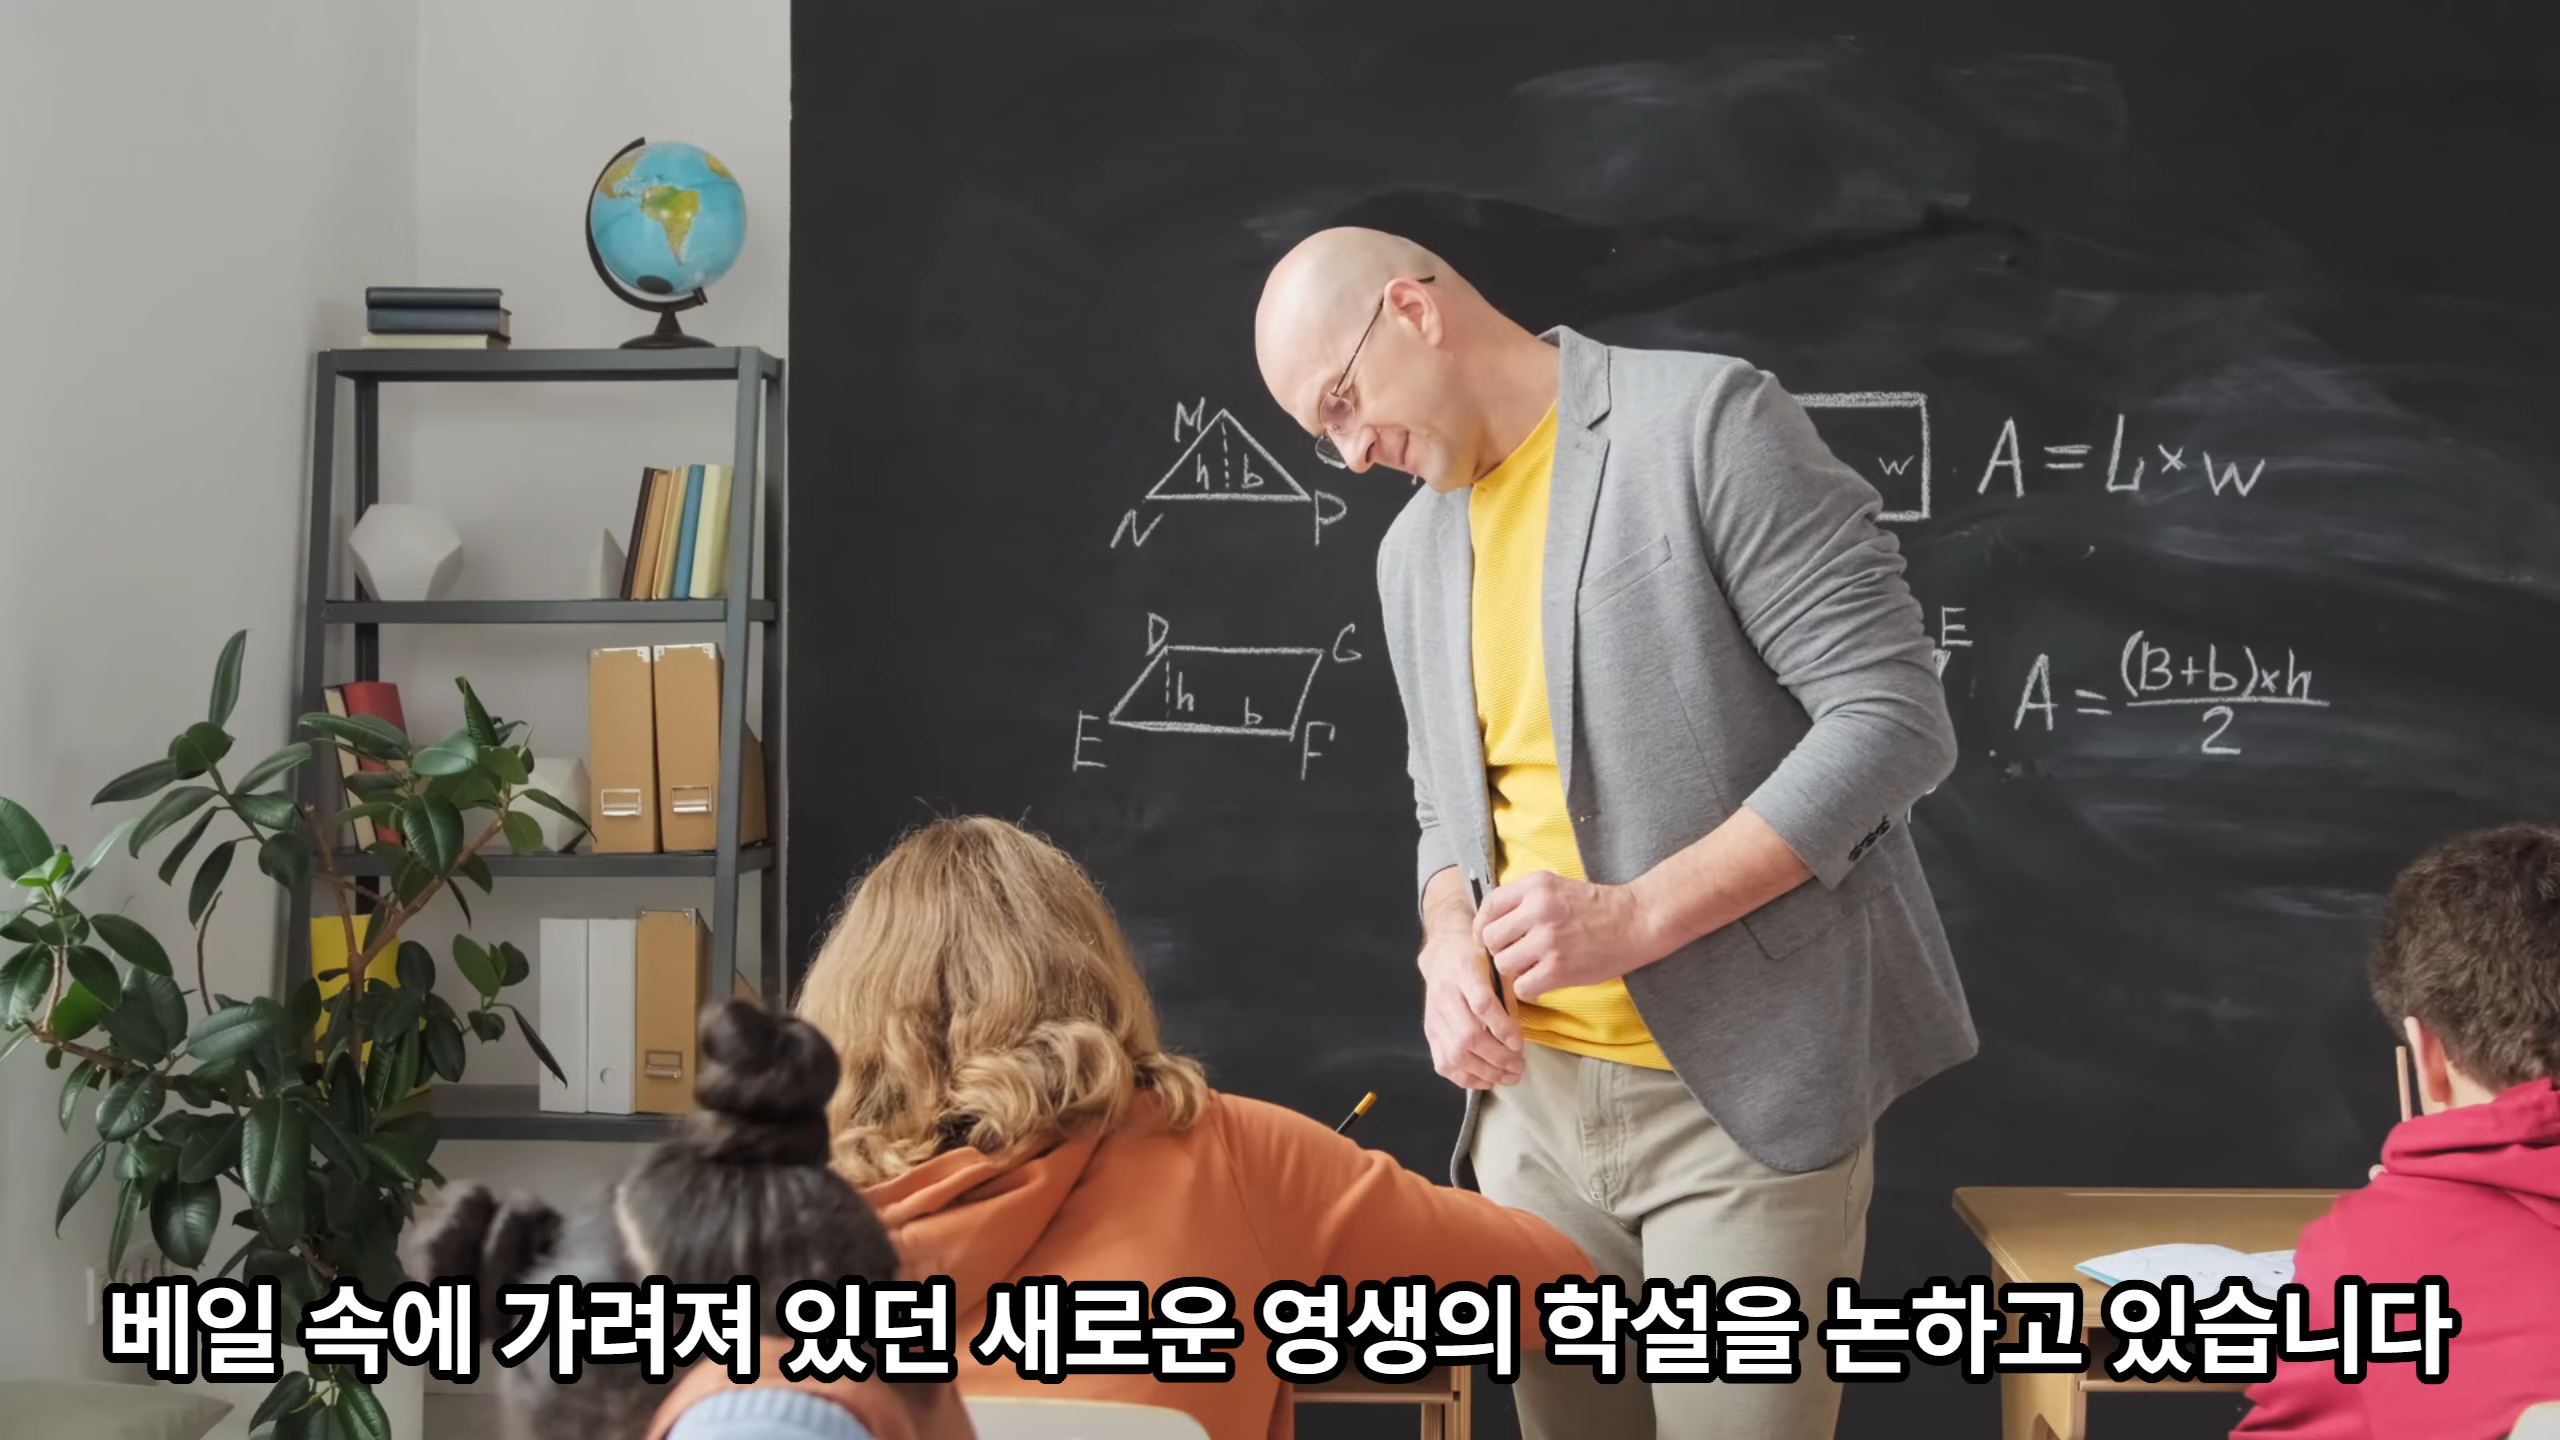 M
h b
N P
w
A = L × w
D G
h b
E F
E
A = (B+b)×h
2
베일 속에 가려져 있던 새로운 영생의 학설을 논하고 있습니다